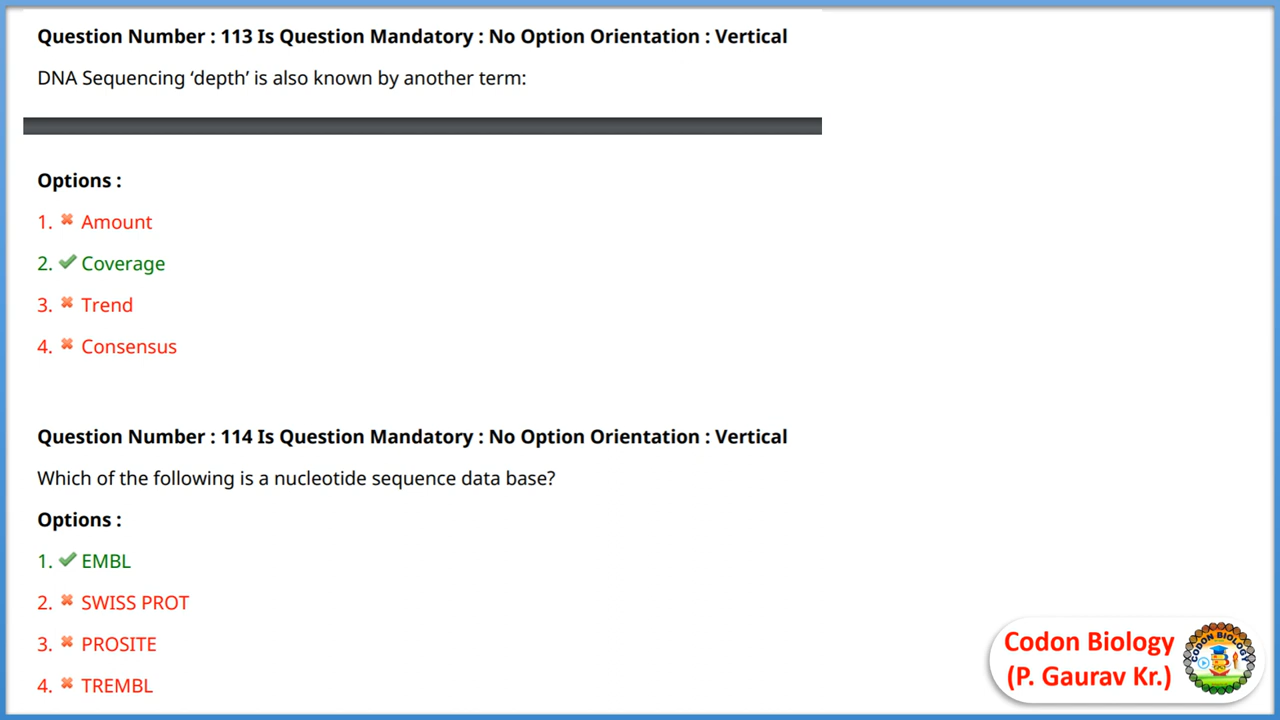 Question Number : 113 Is Question Mandatory : No Option Orientation : Vertical
DNA Sequencing ‘depth’ is also known by another term:
Options :
1. ✖ Amount
2. ✔ Coverage
3. ✖ Trend
4. ✖ Consensus
Question Number : 114 Is Question Mandatory : No Option Orientation : Vertical
Which of the following is a nucleotide sequence data base?
Options :
1. ✔ EMBL
2. ✖ SWISS PROT
3. ✖ PROSITE
4. ✖ TREMBL
Codon Biology
(P. Gaurav Kr.)
CODON BIOLOGY